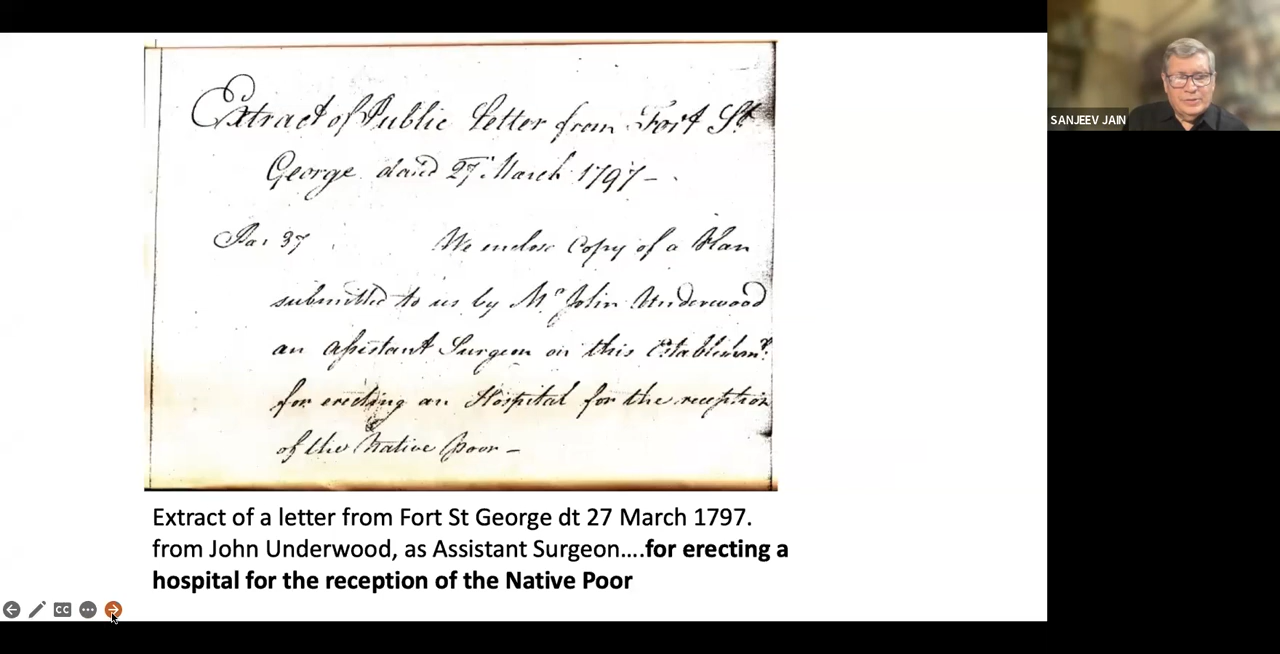 Extract of Public Letter from Fort St
George dated 27 March 1797 –
Par 37 We enclose Copy of a Plan
submitted to us by Mr John Underwood
an assistant Surgeon on this Establishmt.
for erecting an Hospital for the reception
of the Native Poor –
Extract of a letter from Fort St George dt 27 March 1797.
from John Underwood, as Assistant Surgeon....for erecting a
hospital for the reception of the Native Poor
SANJEEV JAIN
CC